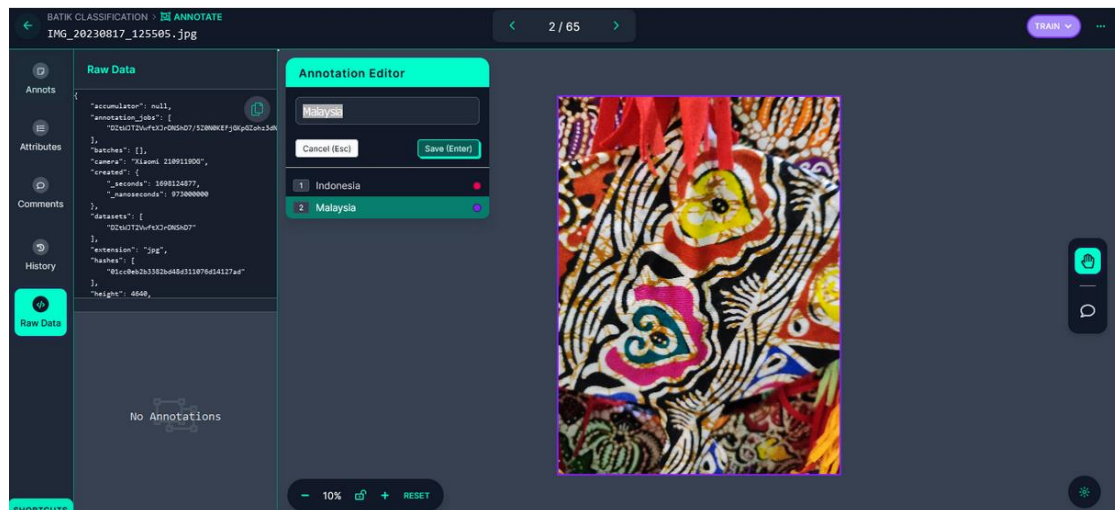 BATIK CLASSIFICATION > ANNOTATE
IMG_20230817_125505.jpg
2 / 65
TRAIN
Annots
Attributes
Comments
History
Raw Data
Raw Data
{
"accumulator": null,
"annotation_jobs": [
],
"batches": [],
"camera": "Xiaomi 2109119DG",
"created": {
"_seconds": 1698124877,
"_nanoseconds": 973000000
},
"datasets": [
],
"extension": "jpg",
"hashes": [
"01cc0eb2b3382bd48d311076d14127ad"
],
"height": 4640,
No Annotations
Annotation Editor
Malaysia
Cancel (Esc)
Save (Enter)
1 Indonesia
2 Malaysia
- 10% + RESET
SHORTCUTS